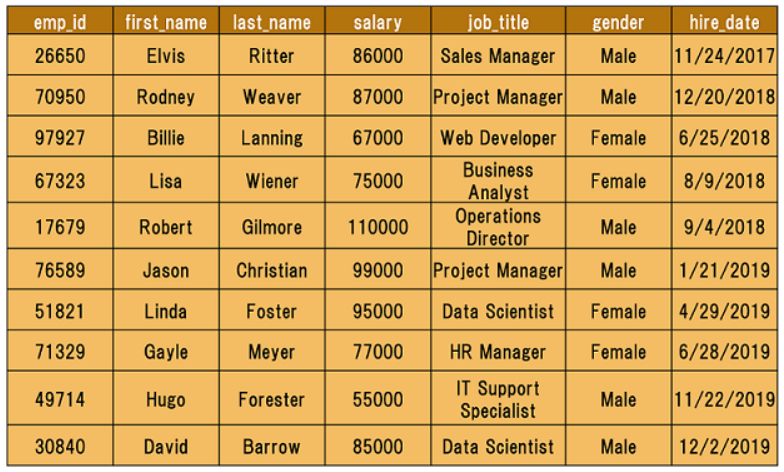 emp_id first_name last_name salary job_title gender hire_date
26650 Elvis Ritter 86000 Sales Manager Male 11/24/2017
70950 Rodney Weaver 87000 Project Manager Male 12/20/2018
97927 Billie Lanning 67000 Web Developer Female 6/25/2018
67323 Lisa Wiener 75000 Business Analyst Female 8/9/2018
17679 Robert Gilmore 110000 Operations Director Male 9/4/2018
76589 Jason Christian 99000 Project Manager Male 1/21/2019
51821 Linda Foster 95000 Data Scientist Female 4/29/2019
71329 Gayle Meyer 77000 HR Manager Female 6/28/2019
49714 Hugo Forester 55000 IT Support Specialist Male 11/22/2019
30840 David Barrow 85000 Data Scientist Male 12/2/2019